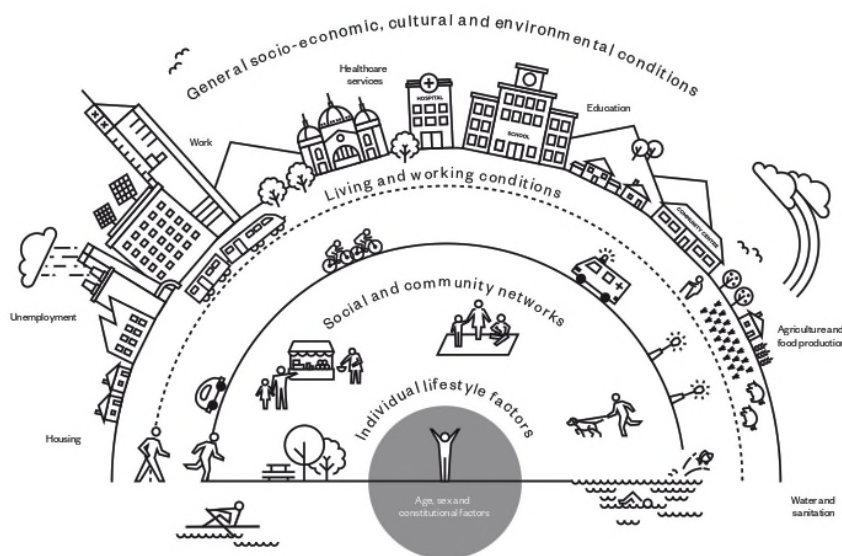 General socio-economic, cultural and environmental conditions
Healthcare
services
HOSPITAL
SCHOOL
Education
Work
Living and working conditions
COMMUNITY CENTRE
Social and community networks
Unemployment
Agriculture and
food production
Individual lifestyle factors
Housing
Age, sex and
constitutional factors
Water and
sanitation